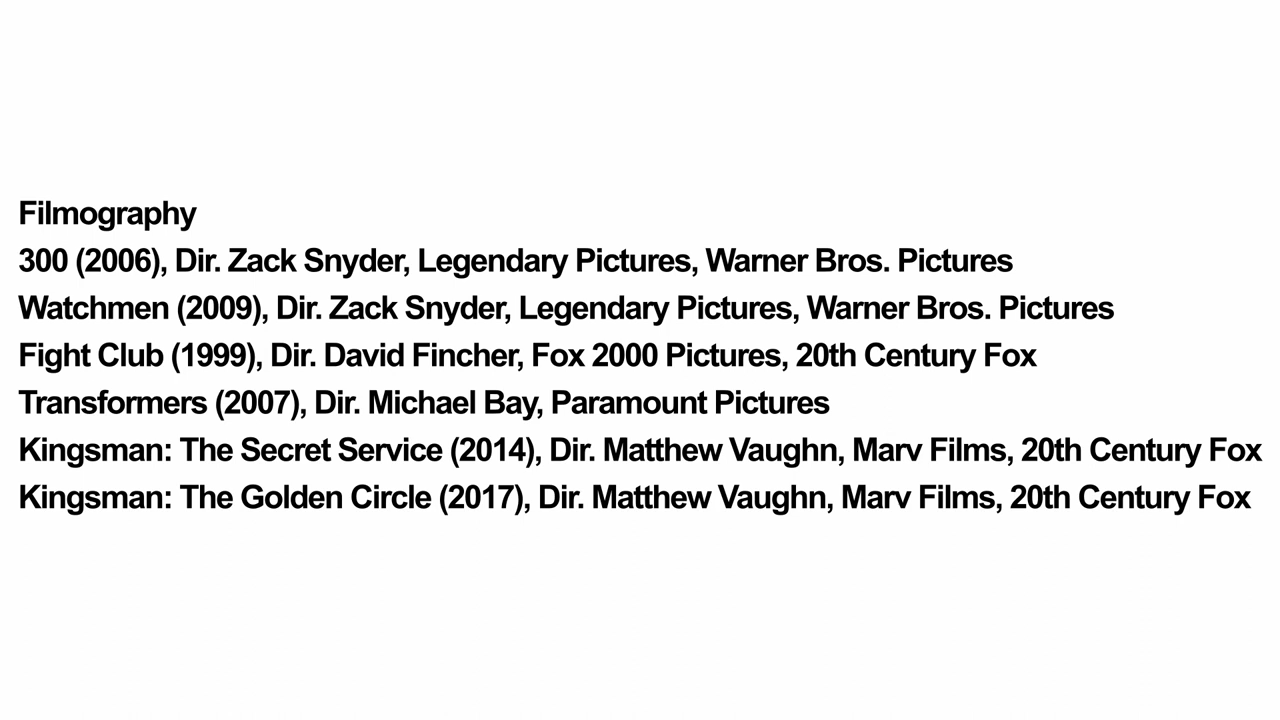 Filmography
300 (2006), Dir. Zack Snyder, Legendary Pictures, Warner Bros. Pictures
Watchmen (2009), Dir. Zack Snyder, Legendary Pictures, Warner Bros. Pictures
Fight Club (1999), Dir. David Fincher, Fox 2000 Pictures, 20th Century Fox
Transformers (2007), Dir. Michael Bay, Paramount Pictures
Kingsman: The Secret Service (2014), Dir. Matthew Vaughn, Marv Films, 20th Century Fox
Kingsman: The Golden Circle (2017), Dir. Matthew Vaughn, Marv Films, 20th Century Fox